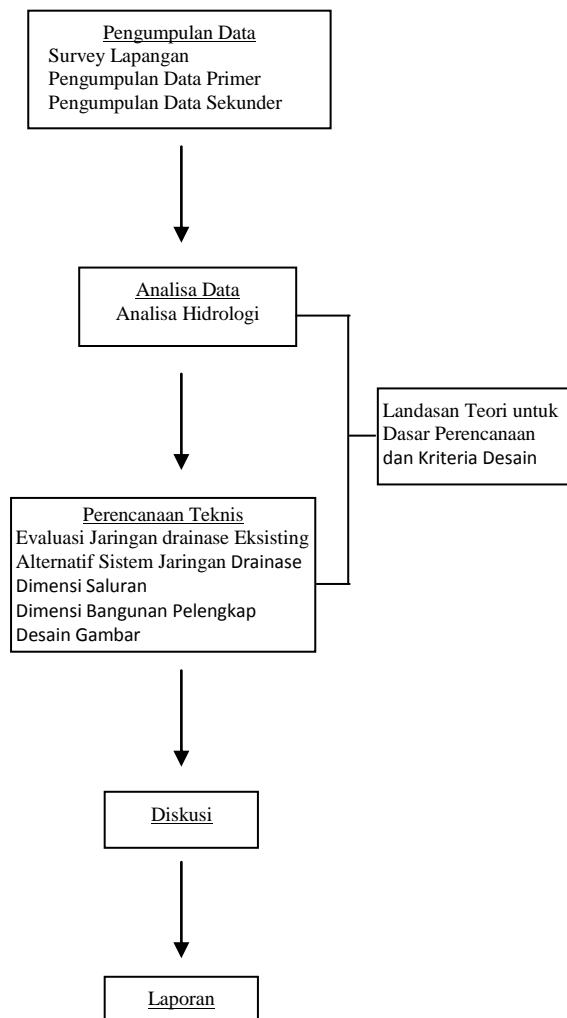 Pengumpulan Data
Survey Lapangan
Pengumpulan Data Primer
Pengumpulan Data Sekunder
Analisa Data
Analisa Hidrologi
Landasan Teori untuk
Dasar Perencanaan
dan Kriteria Desain
Perencanaan Teknis
Evaluasi Jaringan drainase Eksisting
Alternatif Sistem Jaringan Drainase
Dimensi Saluran
Dimensi Bangunan Pelengkap
Desain Gambar
Diskusi
Laporan